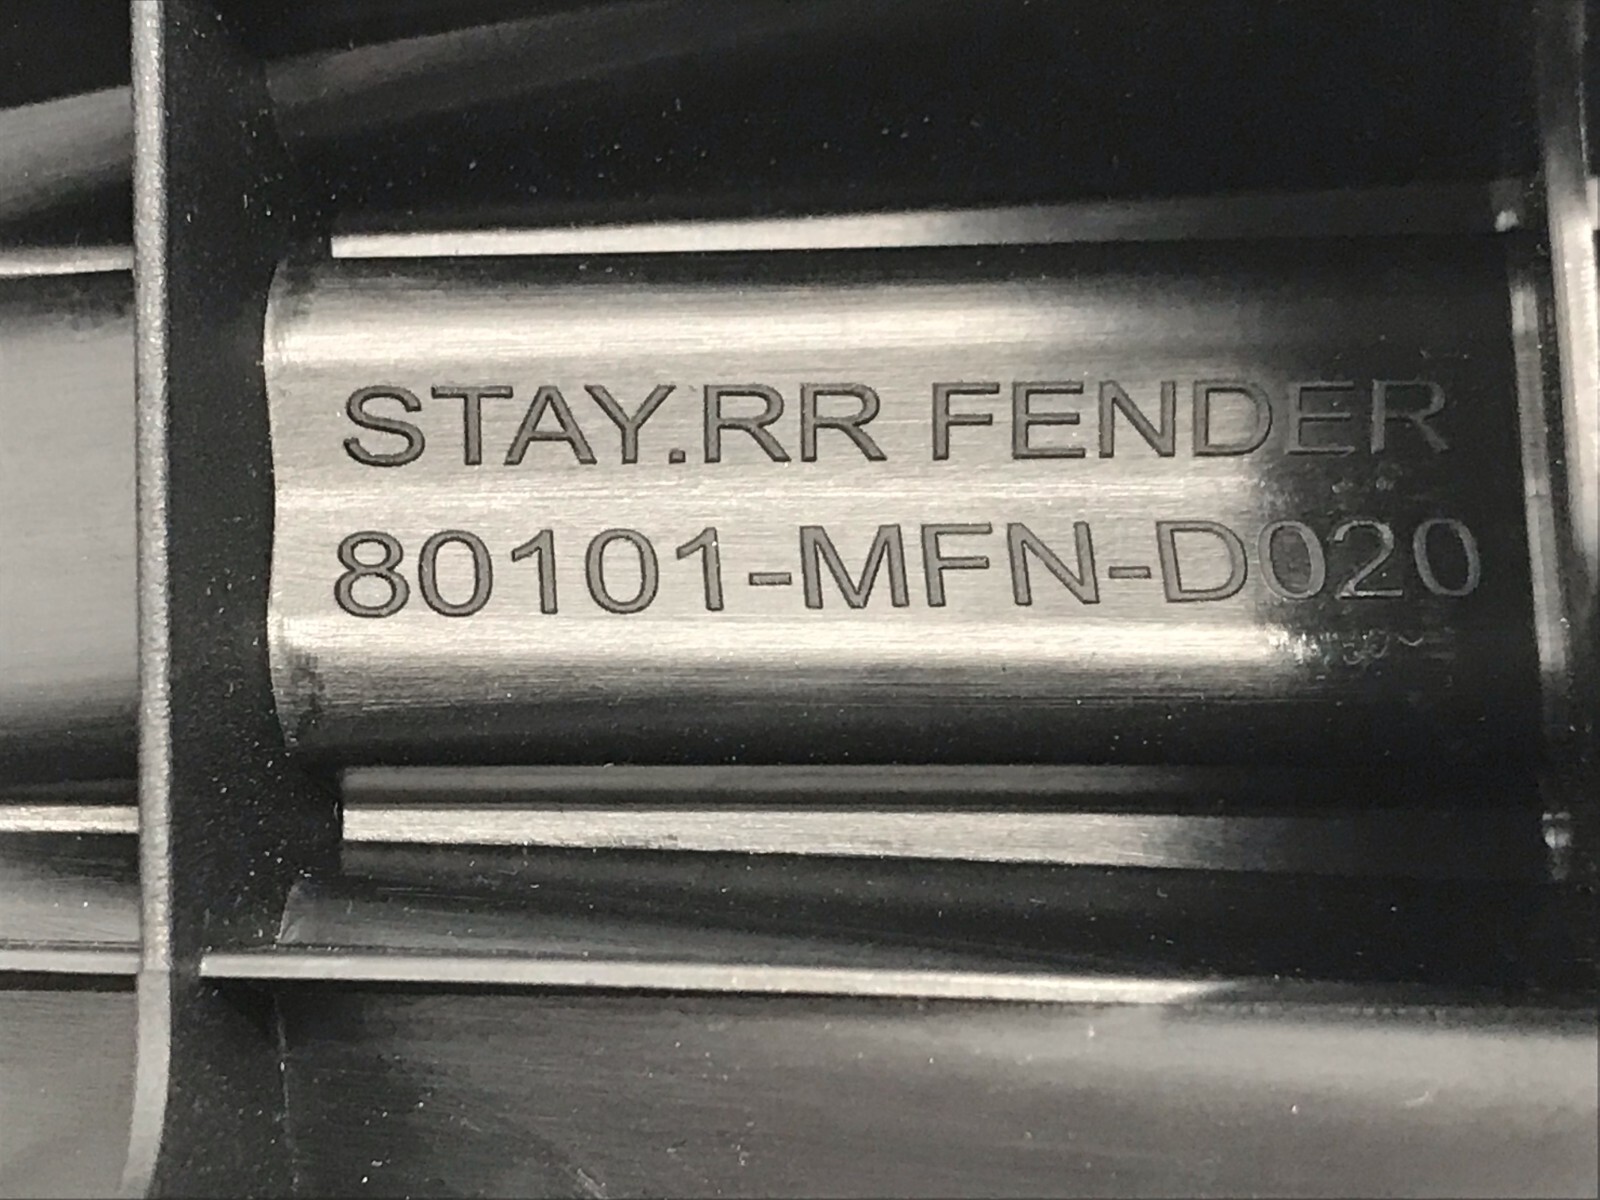 STAY.RR FENDER
80101-MFN-D020